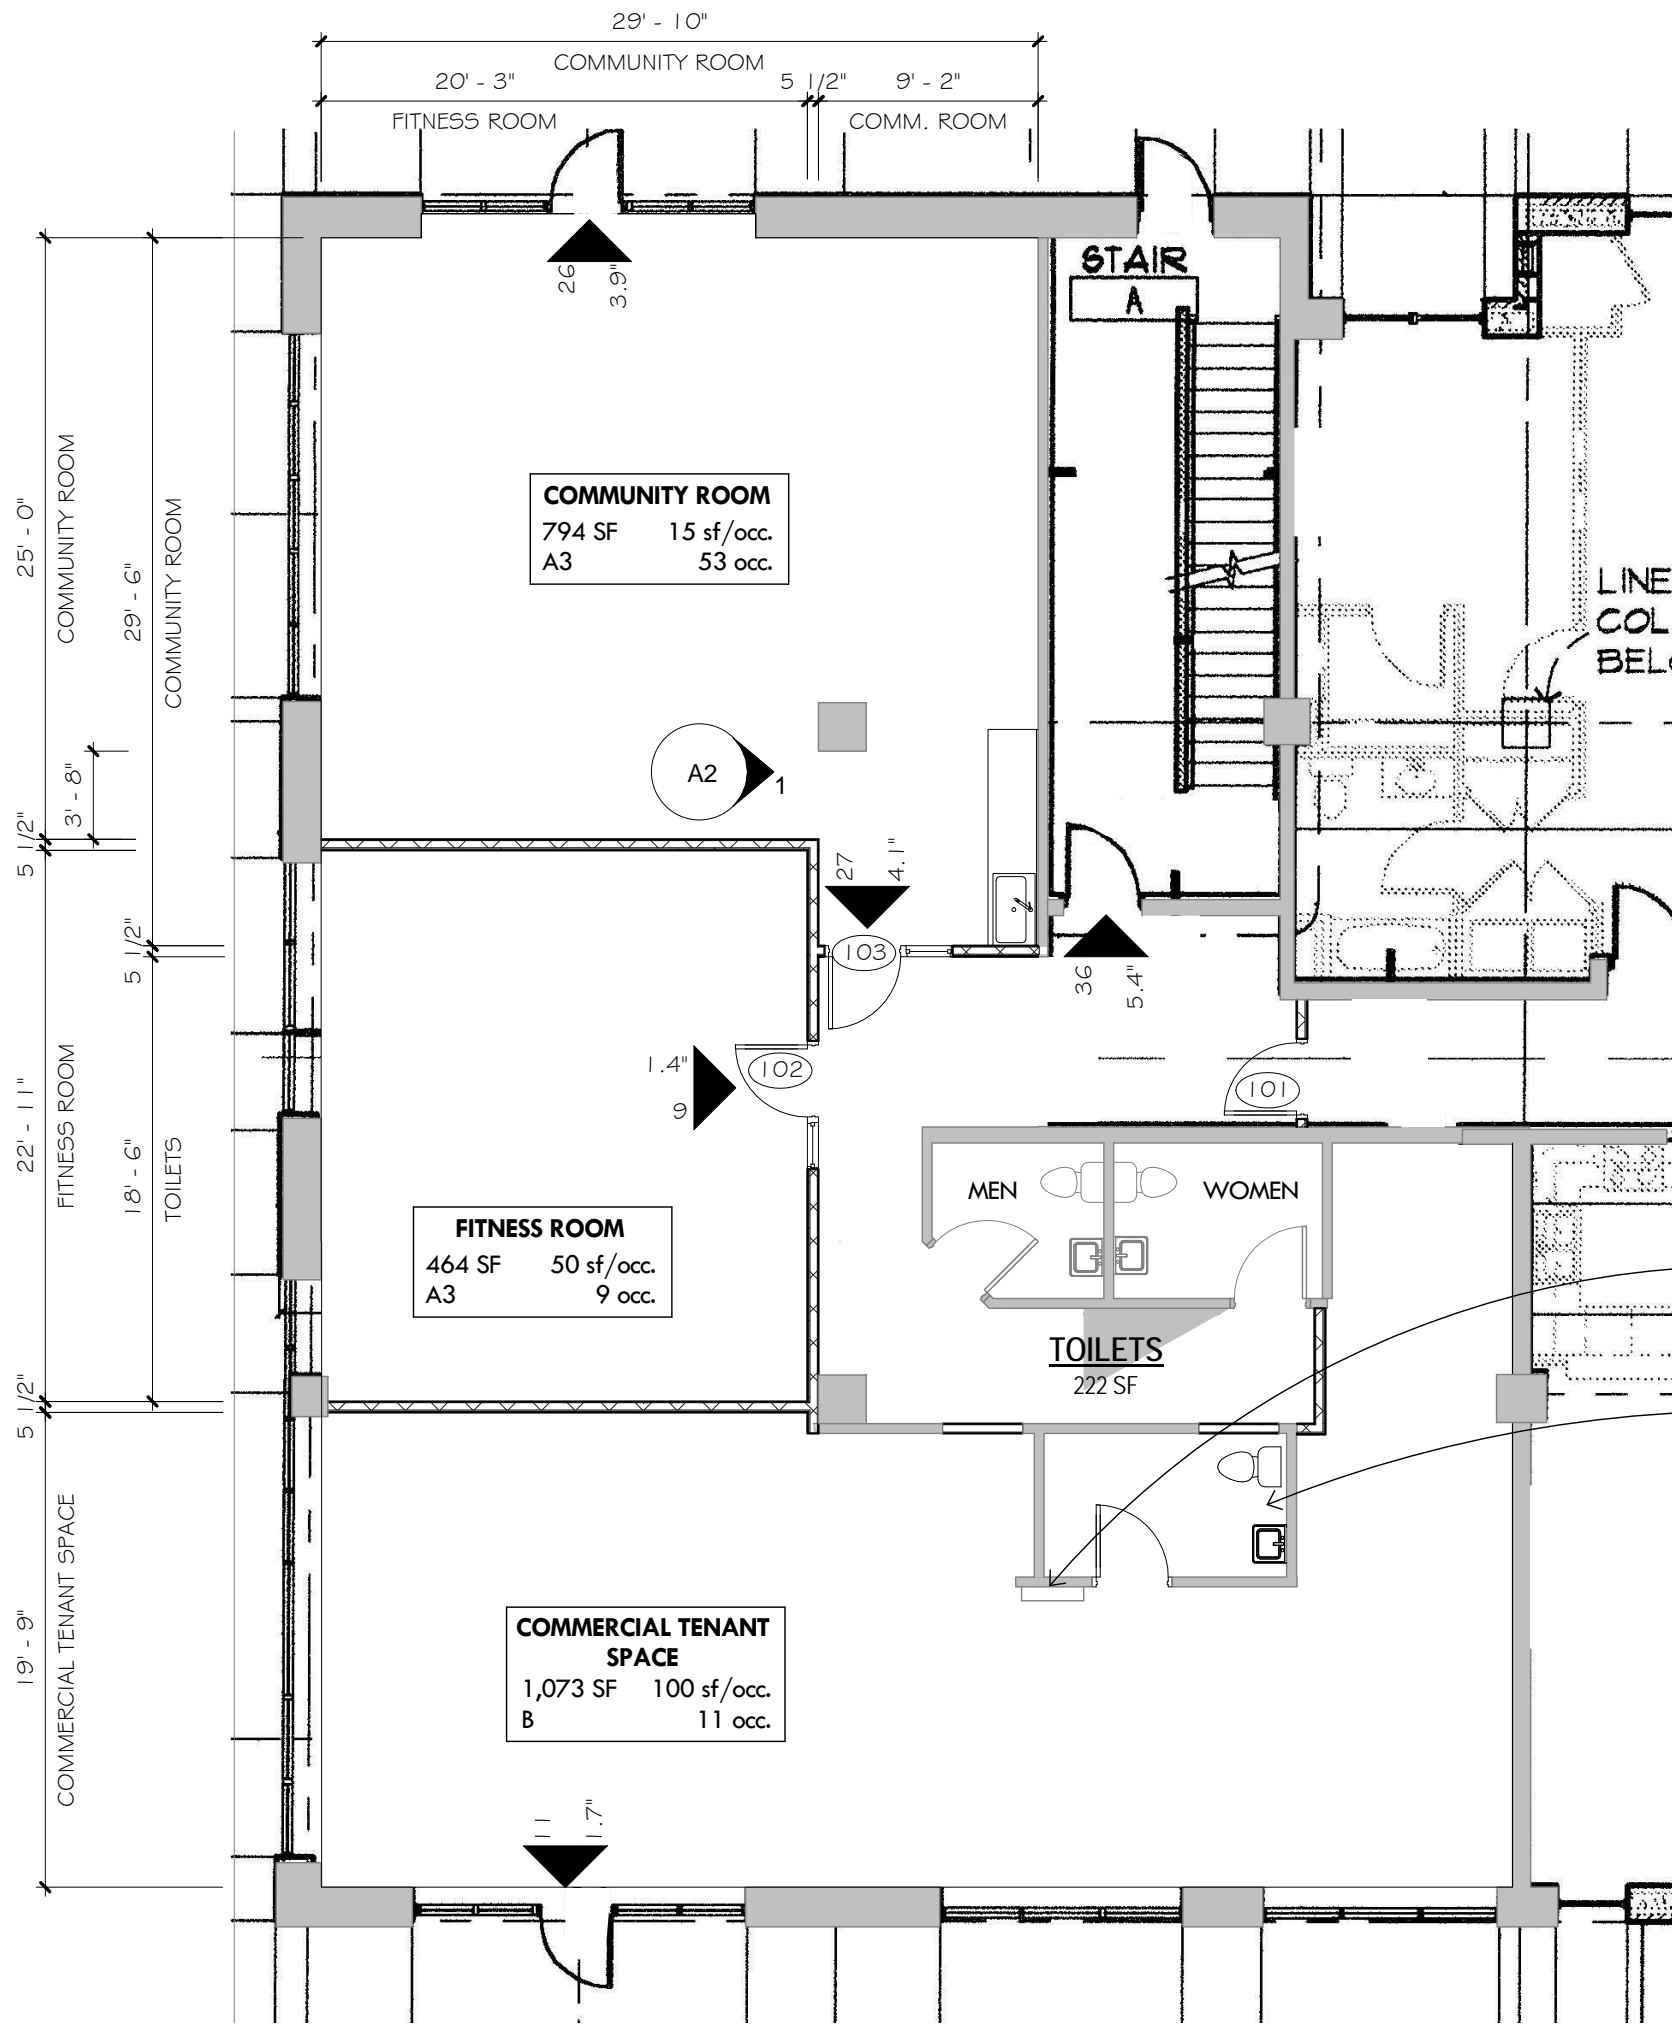 29' - 10"
COMMUNITY ROOM
20' - 3"
5 1/2"
9' - 2"
FITNESS ROOM
COMM. ROOM
STAIR
A
26
3.9"
25' - 0"
COMMUNITY ROOM
29' - 6"
COMMUNITY ROOM
COMMUNITY ROOM
794 SF 15 sf/occ.
A3 53 occ.
LINE
COL
3' - 8"
5 1/2"
A2
1
27
4.1"
103
5 1/2"
36
5.4"
22' - 11"
FITNESS ROOM
18' - 6"
TOILETS
1.4"
9
102
101
MEN
WOMEN
FITNESS ROOM
464 SF 50 sf/occ.
A3 9 occ.
TOILETS
222 SF
5 1/2"
19' - 9"
COMMERCIAL TENANT SPACE
COMMERCIAL TENANT
SPACE
1,073 SF 100 sf/occ.
B 11 occ.
11
1.7"